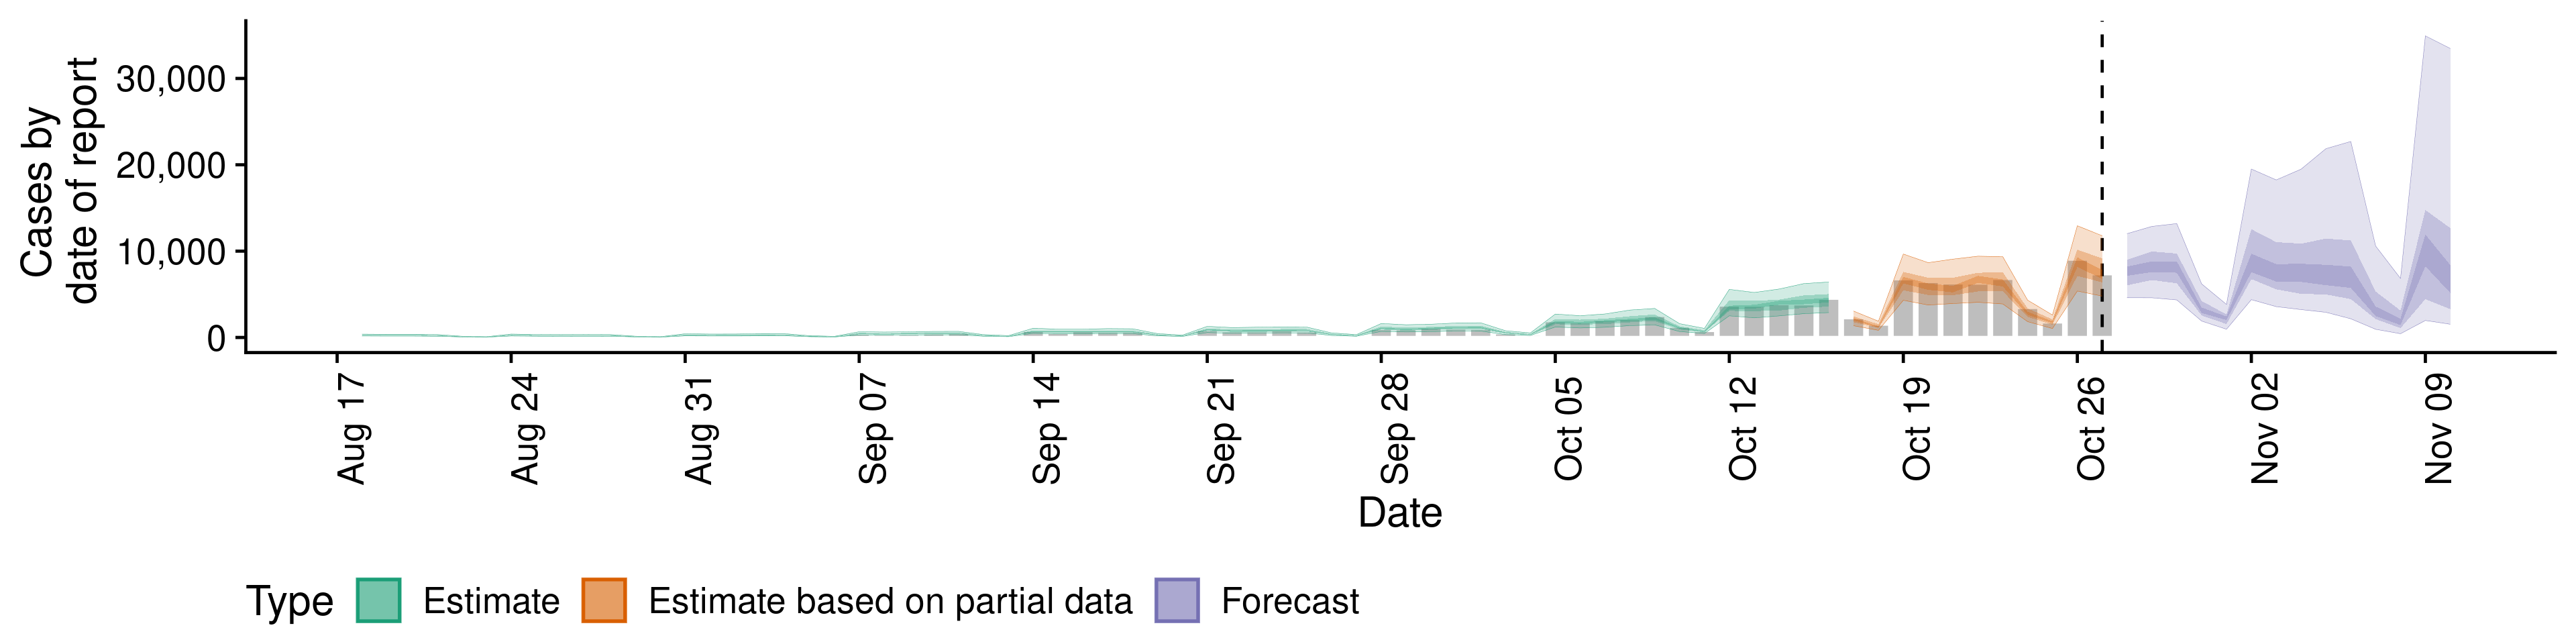 Cases by
date of report
30,000
20,000
10,000
0
Aug 17
Aug 24
Aug 31
Sep 07
Sep 14
Sep 21
Sep 28
Oct 05
Oct 12
Oct 19
Oct 26
Nov 02
Nov 09
Date
Type Estimate Estimate based on partial data Forecast